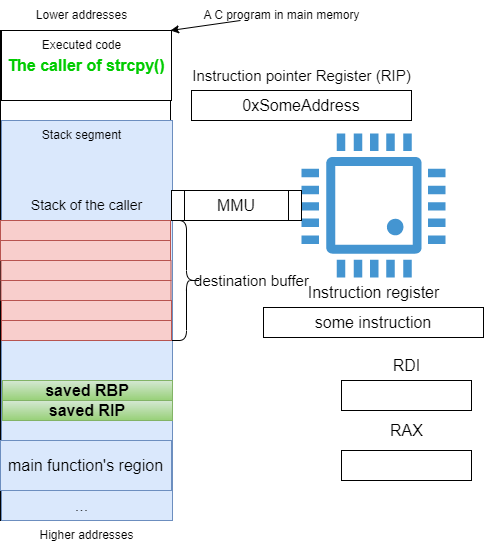 Lower addresses
A C program in main memory
Executed code
The caller of strcpy()
Instruction pointer Register (RIP)
0xSomeAddress
Stack segment
Stack of the caller
MMU
destination buffer
Instruction register
some instruction
RDI
saved RBP
saved RIP
RAX
main function's region
...
Higher addresses